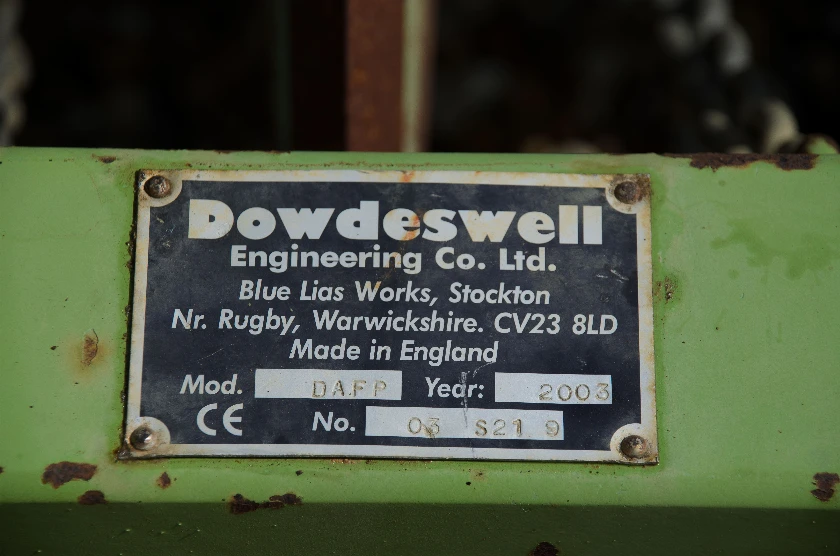 Dowdeswell
Engineering Co. Ltd.
Blue Lias Works, Stockton
Nr. Rugby, Warwickshire. CV23 8LD
Made in England
Mod. DAFP Year: 2003
CE No. 03 S21 9